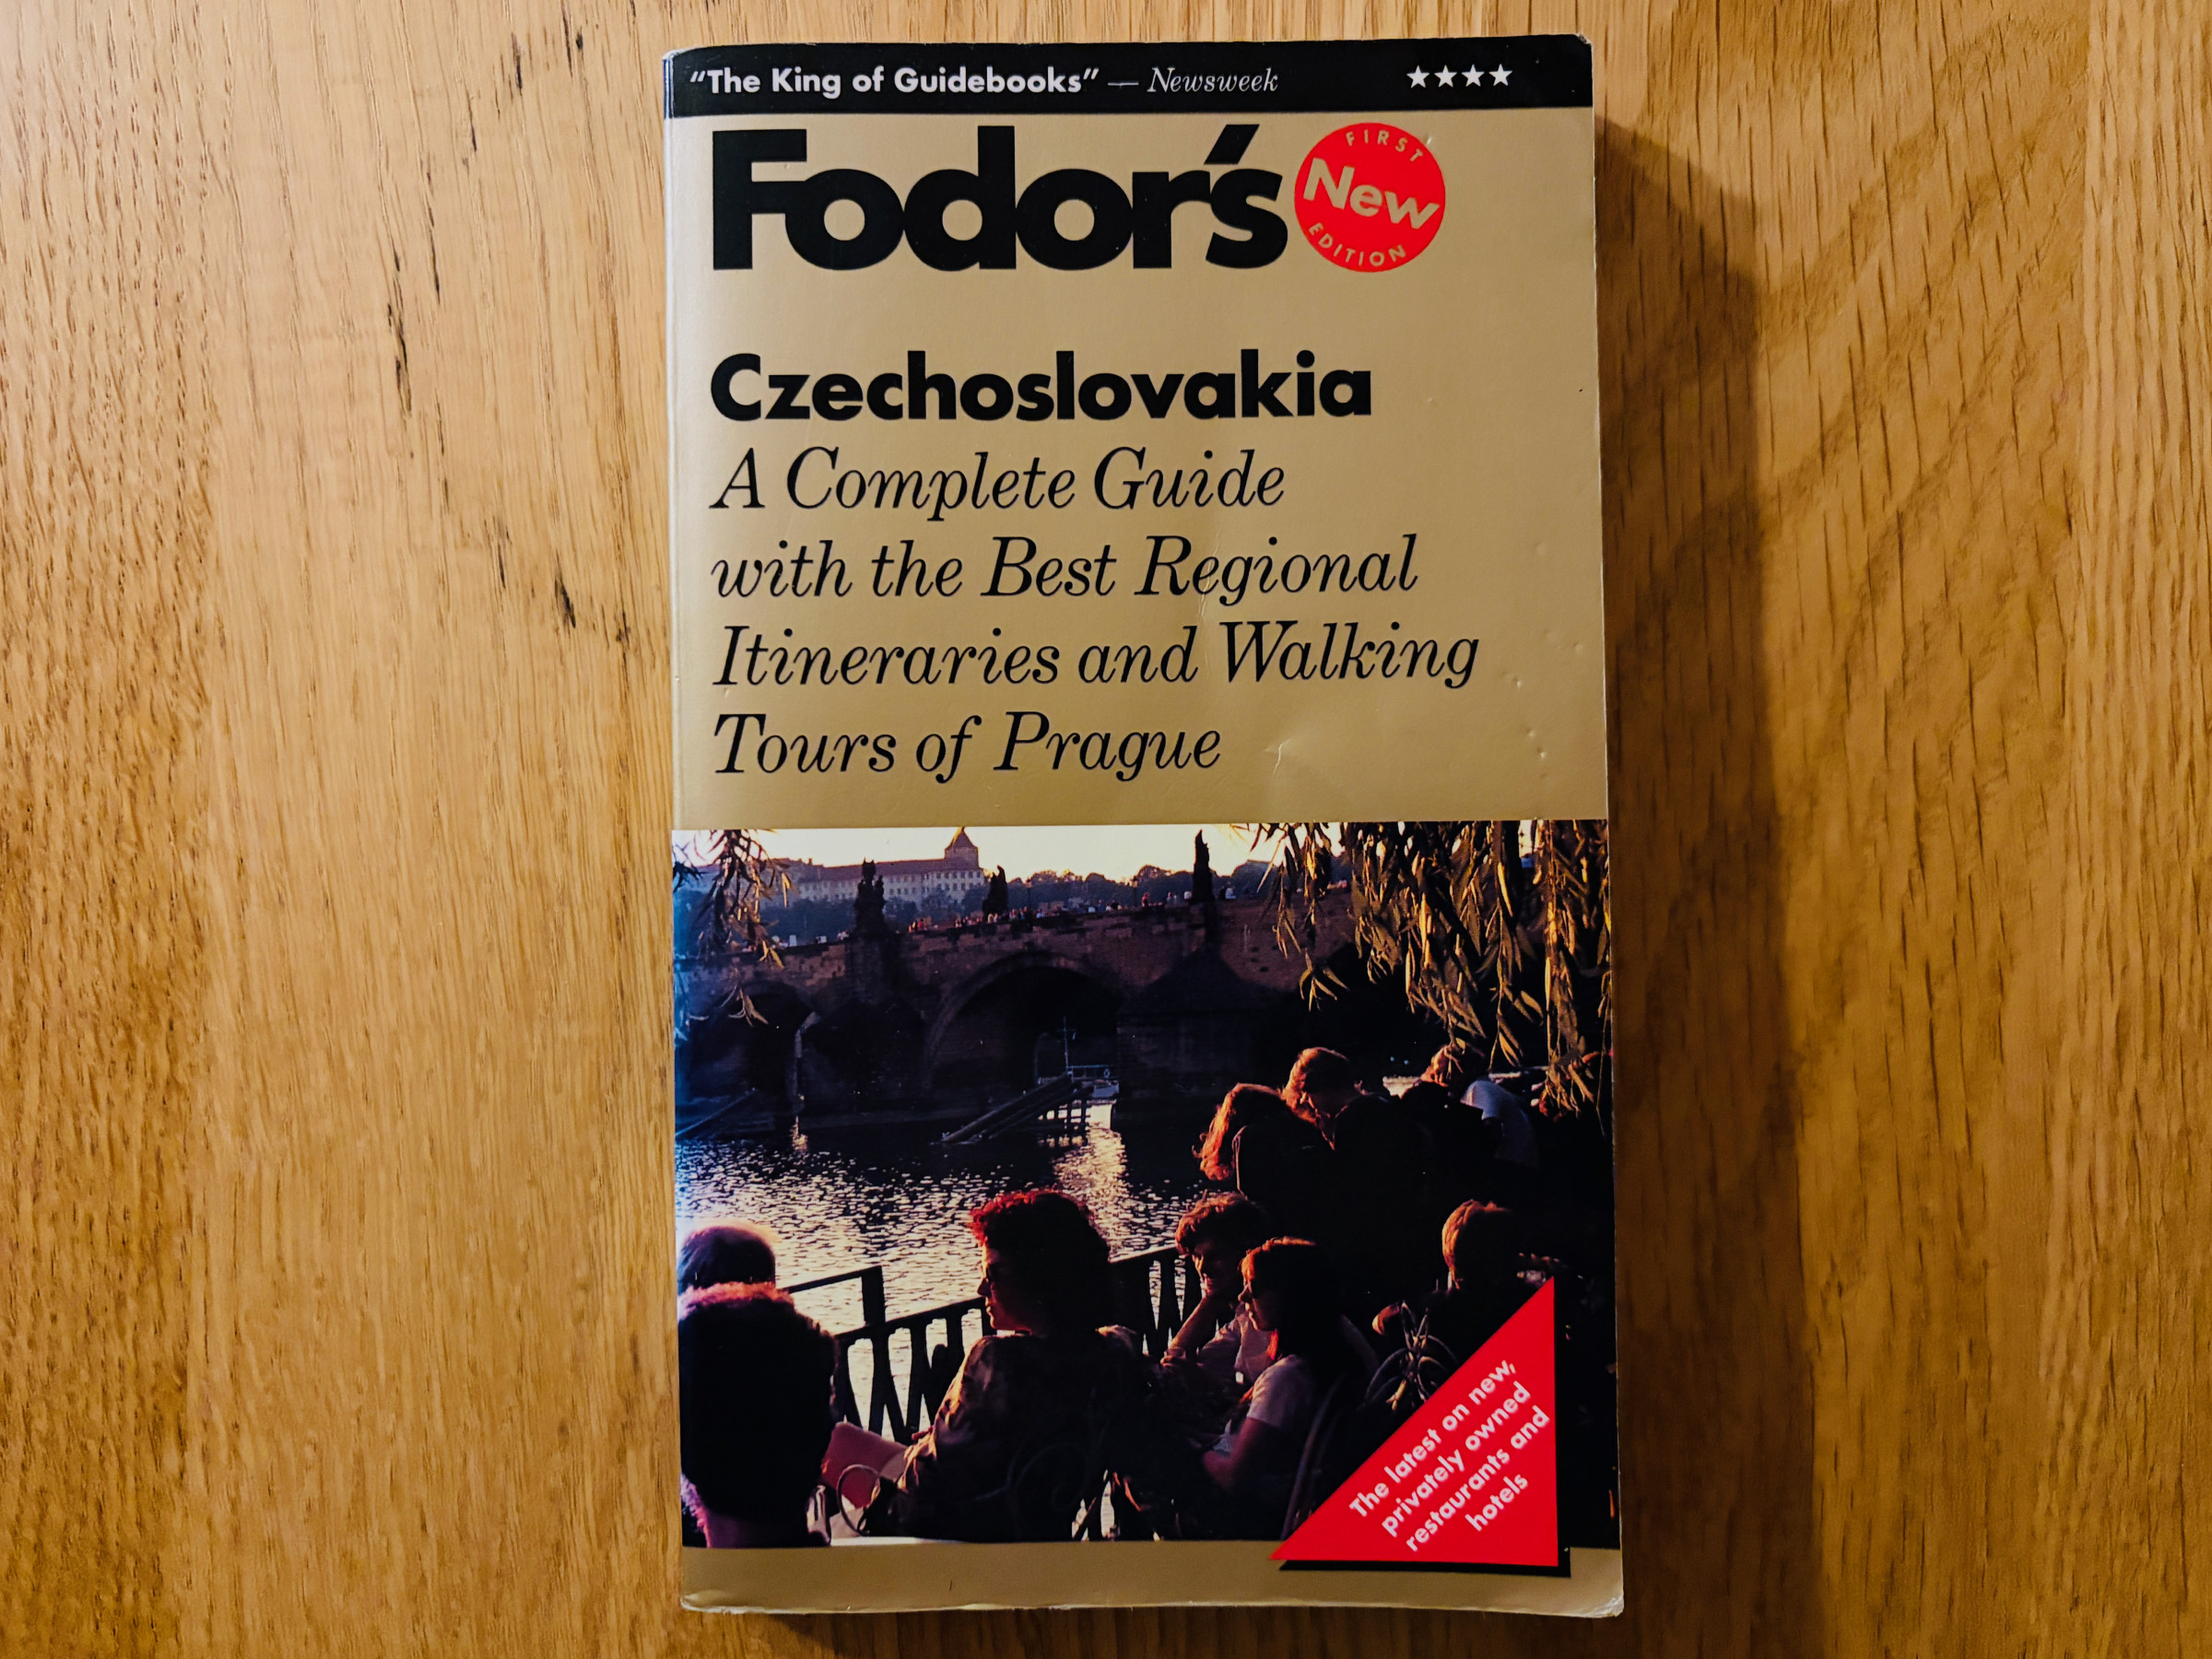 “The King of Guidebooks” — Newsweek ★★★★
Fodor's
FIRST
New
EDITION
Czechoslovakia
A Complete Guide
with the Best Regional
Itineraries and Walking
Tours of Prague
The latest on new,
privately owned
restaurants and
hotels